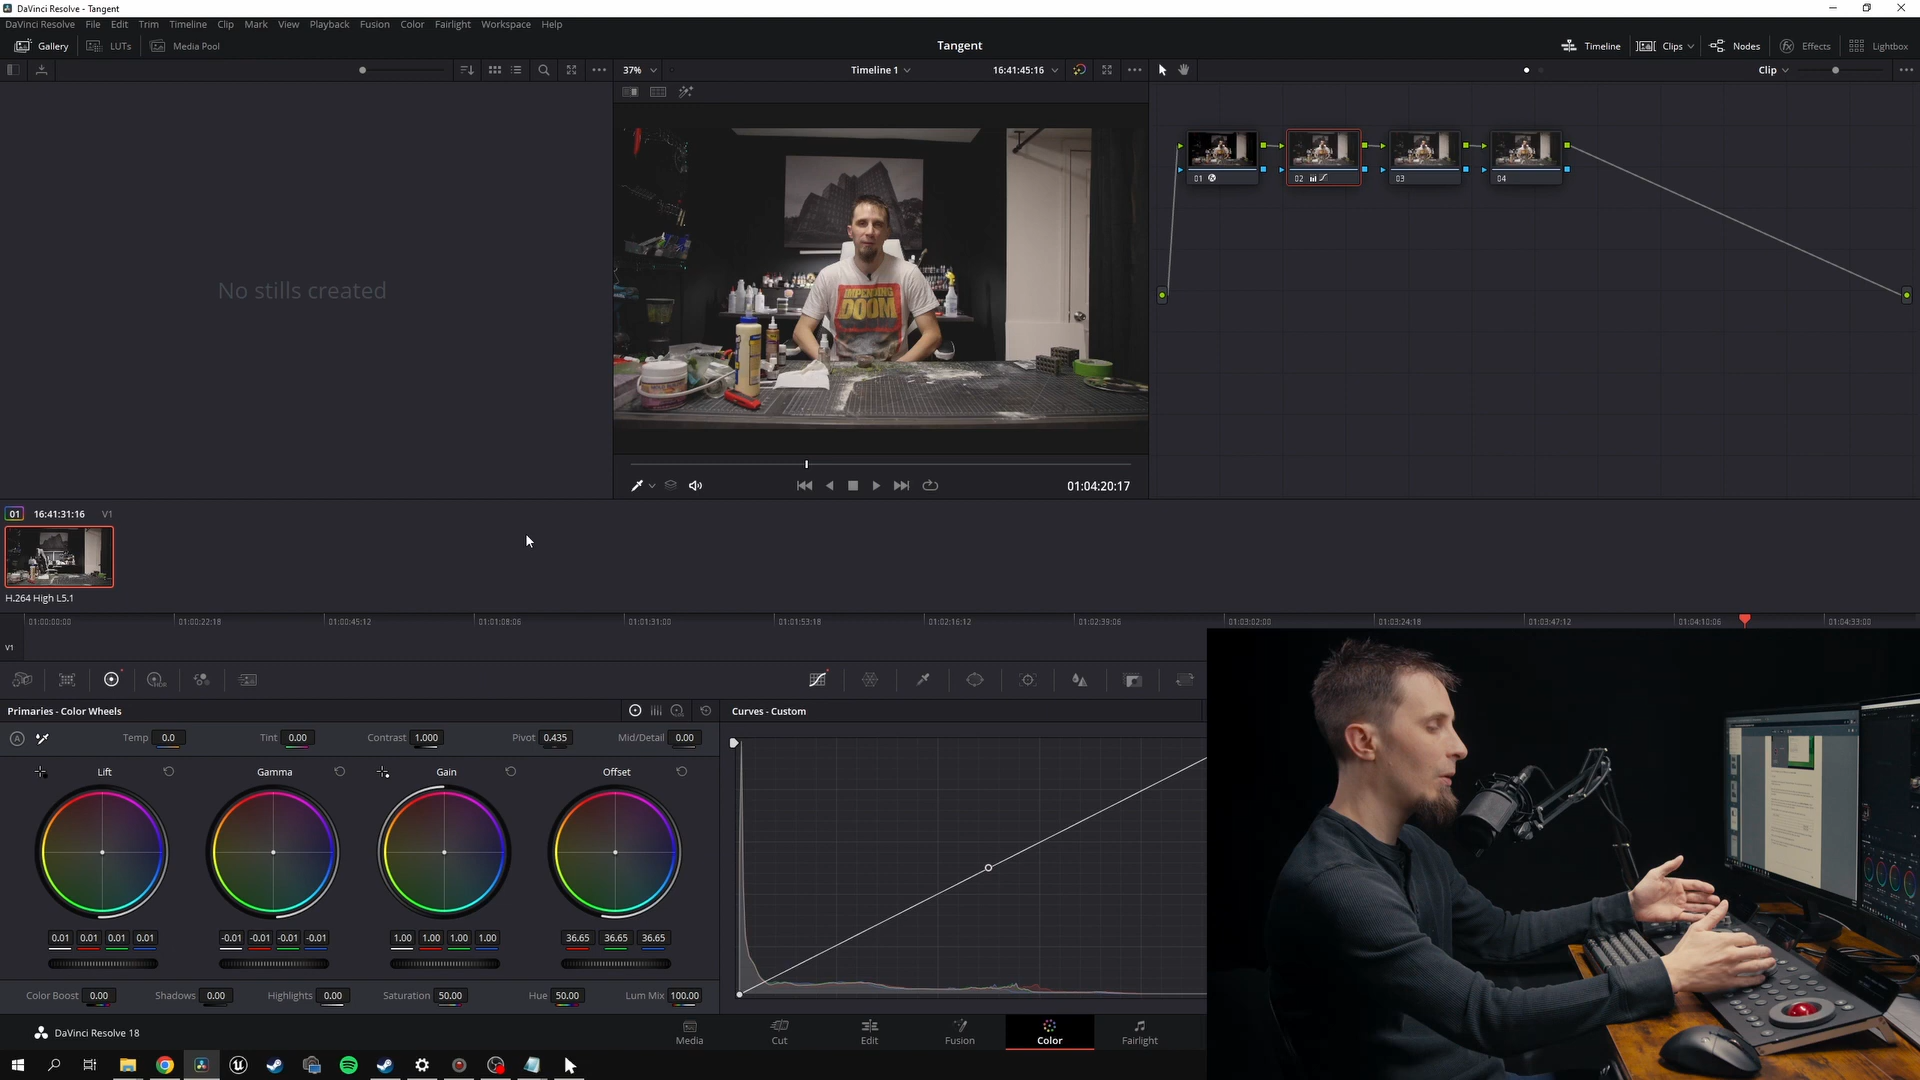 DaVinci Resolve - Tangent
DaVinci Resolve File Edit Trim Timeline Clip Mark View Playback Fusion Color Fairlight Workspace Help
Gallery LUTs Media Pool Tangent Timeline Clips Nodes Effects Lightbox
37% Timeline 1 16:41:45:16 Clip
No stills created
IMPENDING
DOOM
01 02 03 04
01:04:20:17
01 16:41:31:16 V1
H.264 High L5.1
01:00:00:00 01:00:22:18 01:00:45:12 01:01:08:06 01:01:31:00 01:01:53:18 01:02:16:12 01:02:39:06 01:03:02:00 01:03:24:18 01:03:47:12 01:04:10:06 01:04:33:00
V1
HDR
Primaries - Color Wheels Curves - Custom
A Temp 0.0 Tint 0.00 Contrast 1.000 Pivot 0.435 Mid/Detail 0.00
Lift Gamma Gain Offset
0.01 0.01 0.01 0.01 -0.01 -0.01 -0.01 -0.01 1.00 1.00 1.00 1.00 36.65 36.65 36.65
Color Boost 0.00 Shadows 0.00 Highlights 0.00 Saturation 50.00 Hue 50.00 Lum Mix 100.00
DaVinci Resolve 18 Media Cut Edit Fusion Color Fairlight